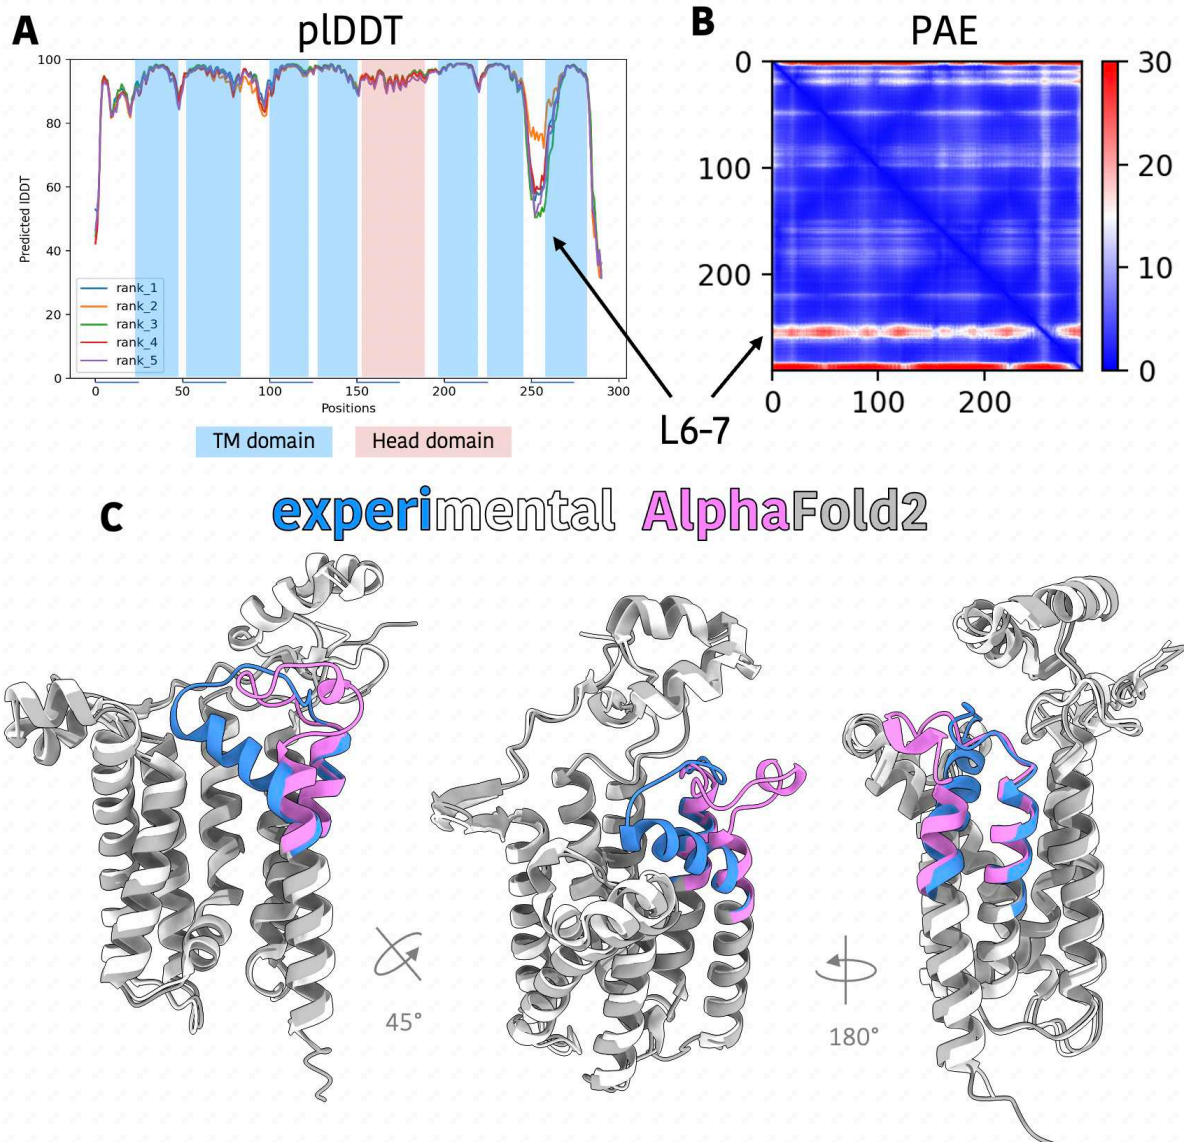 A
plDDT
100
80
60
40
20
0
Predicted lDDT
rank_1
rank_2
rank_3
rank_4
rank_5
0 50 100 150 200 250 300
Positions
TM domain
Head domain
B
PAE
0
100
200
0 100 200
30
20
10
0
L6-7
C
experimental AlphaFold2
45°
180°